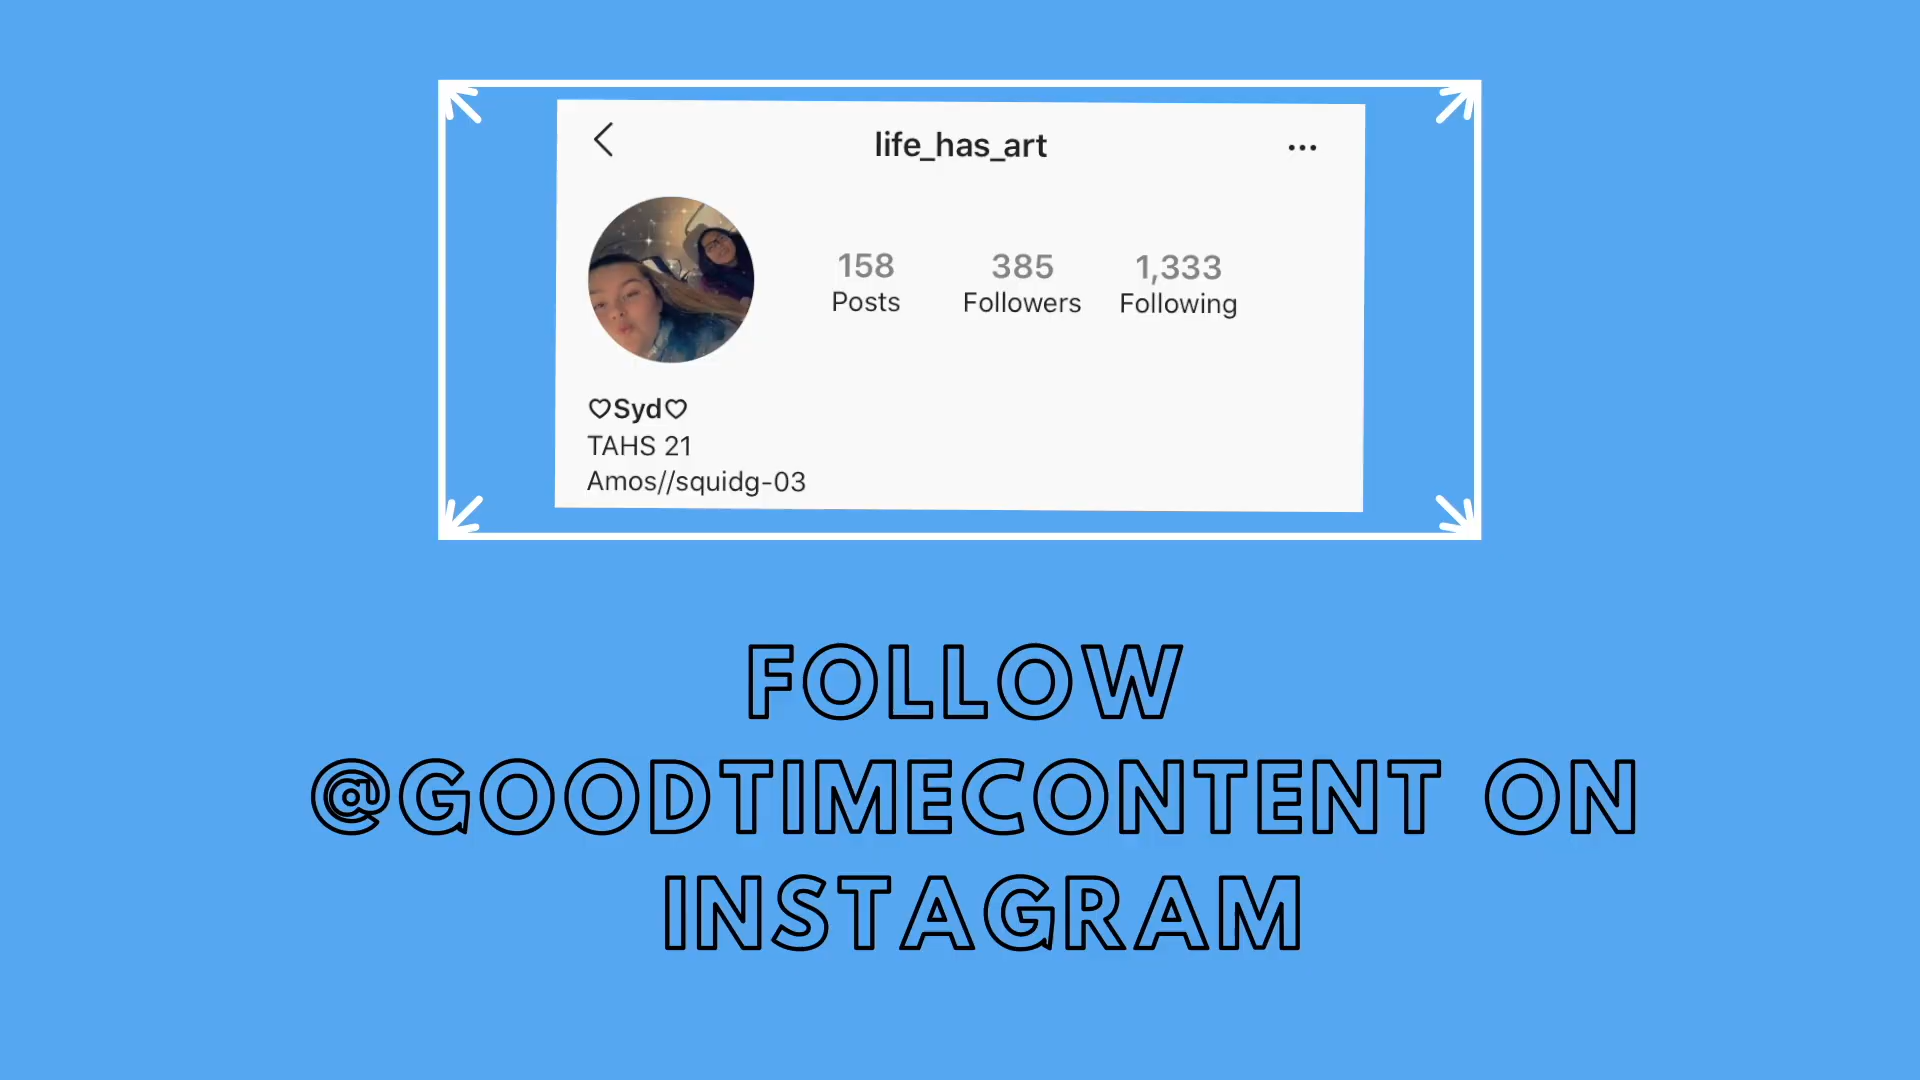 life_has_art
158 385 1,333
Posts Followers Following
♡Syd♡
TAHS 21
Amos//squidg-03
FOLLOW
@GOODTIMECONTENT ON
INSTAGRAM